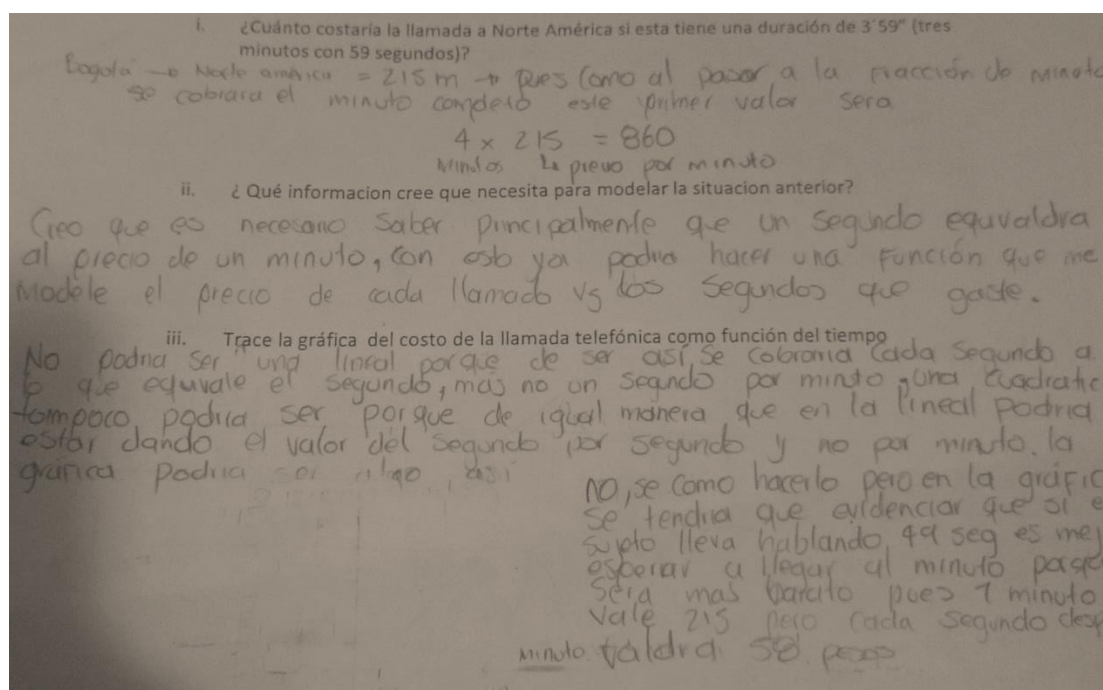 i. ¿Cuánto costaría la llamada a Norte América si esta tiene una duración de 3´59” (tres
minutos con 59 segundos)?
Bogotá → Norte américa = 215 m → pues como al pasar a la fracción de minuto
se cobrara el minuto completo este primer valor sera
4 x 215 = 860
Minutos ↳ precio por minuto
ii. ¿ Qué informacion cree que necesita para modelar la situacion anterior?
Creo que es necesario saber principalmente que un segundo equivaldra
al precio de un minuto, con esto ya podria hacer una función que me
Modele el precio de cada llamada vs los segundos que gaste.
iii. Trace la gráfica del costo de la llamada telefónica como función del tiempo
No podria ser una lineal porque de ser así se cobraria cada segundo a
lo que equivale el segundo, mas no un segundo por minuto, una cuadratic
tampoco podria ser porque de igual manera que en la lineal podria
estar dando el valor del segundo por segundo y no por minuto. la
gráfica podria ser algo así
NO, se como hacerlo pero en la gráfic
se tendria que evidenciar que si e
sujeto lleva hablando, seg es mej
esperar a llegar al minuto porque
sera mas barato pues 1 minuto
vale 215 pero cada segundo desp
minuto valdra 58 pesos